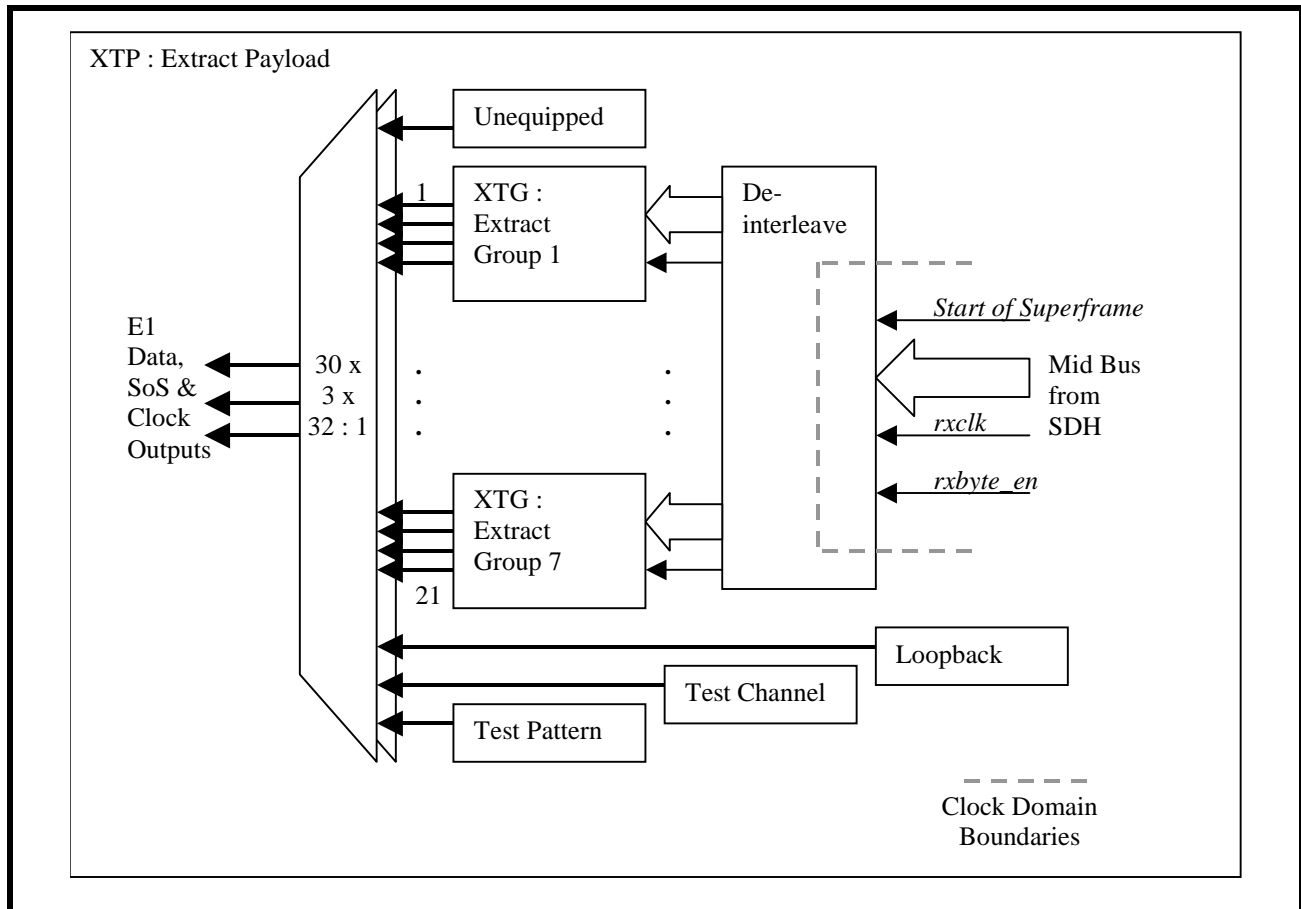 XTP : Extract Payload
Unequipped
1
XTG :
Extract
Group 1
De-
interleave
Start of Superframe
Mid Bus
from
SDH
rxclk
rxbyte_en
E1
Data,
SoS &
Clock
Outputs
30 x
3 x
32 : 1
XTG :
Extract
Group 7
21
Loopback
Test Channel
Test Pattern
Clock Domain
Boundaries